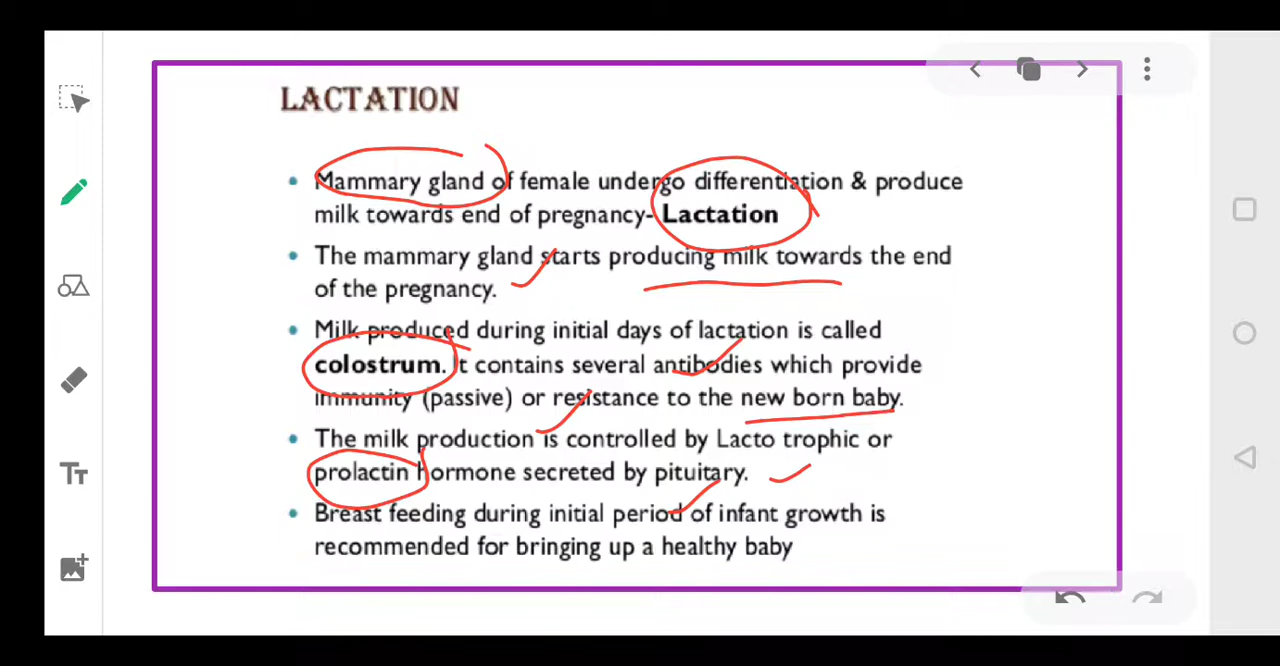 LACTATION
• Mammary gland of female undergo differentiation & produce
milk towards end of pregnancy- Lactation
• The mammary gland starts producing milk towards the end
of the pregnancy.
• Milk produced during initial days of lactation is called
colostrum. It contains several antibodies which provide
immunity (passive) or resistance to the new born baby.
• The milk production is controlled by Lacto trophic or
prolactin hormone secreted by pituitary.
• Breast feeding during initial period of infant growth is
recommended for bringing up a healthy baby
TT